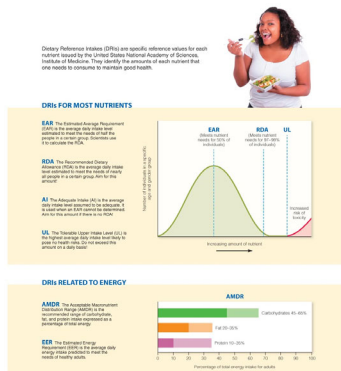 Dietary Reference Intakes (DRIs) are specific reference values for each
nutrient issued by the United States National Academy of Sciences,
Institute of Medicine. They identify the amounts of each nutrient that
one needs to consume to maintain good health.
DRIs FOR MOST NUTRIENTS
EAR The Estimated Average Requirement
(EAR) is the average daily intake level
estimated to meet the needs of half the
people in a certain group. Scientists use
it to calculate the RDA.
RDA The Recommended Dietary
Allowance (RDA) is the average daily intake
level estimated to meet the needs of nearly
all people in a certain group. Aim for this
amount!
AI The Adequate Intake (AI) is the average
daily intake level assumed to be adequate. It
is used when an EAR cannot be determined.
Aim for this amount if there is no RDA!
UL The Tolerable Upper Intake Level (UL) is
the highest average daily intake level likely to
pose no health risks. Do not exceed this
amount on a daily basis!
Number of individuals in a specific
age and gender group
EAR
(Meets nutrient
needs for 50% of
individuals)
RDA
(Meets nutrient
needs for 97–98%
of individuals)
UL
Increased
risk of
toxicity
Increasing amount of nutrient
DRIs RELATED TO ENERGY
AMDR The Acceptable Macronutrient
Distribution Range (AMDR) is the
recommended range of carbohydrate,
fat, and protein intake expressed as a
percentage of total energy.
EER The Estimated Energy
Requirement (EER) is the average daily
energy intake predicted to meet the
needs of healthy adults.
AMDR
Carbohydrates 45–65%
Fat 20–35%
Protein 10–35%
0 10 20 30 40 50 60 70 80 90 100
Percentage of total energy intake for adults